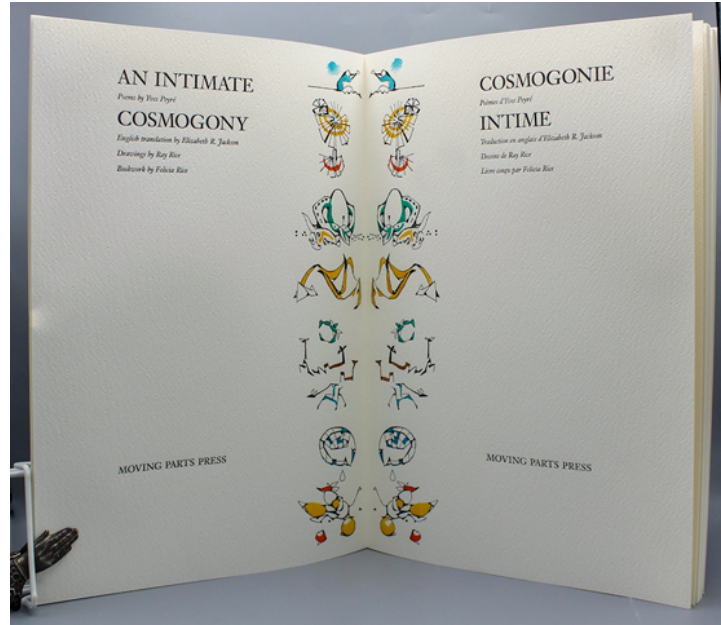 AN INTIMATE
Poems by Yves Peyré
COSMOGONY
English translation by Elizabeth R. Jackson
Drawings by Ray Rice
Bookwork by Felicia Rice
MOVING PARTS PRESS
COSMOGONIE
Poèmes d'Yves Peyré
INTIME
Traduction en anglais d'Elizabeth R. Jackson
Dessins de Ray Rice
Livre conçu par Felicia Rice
MOVING PARTS PRESS